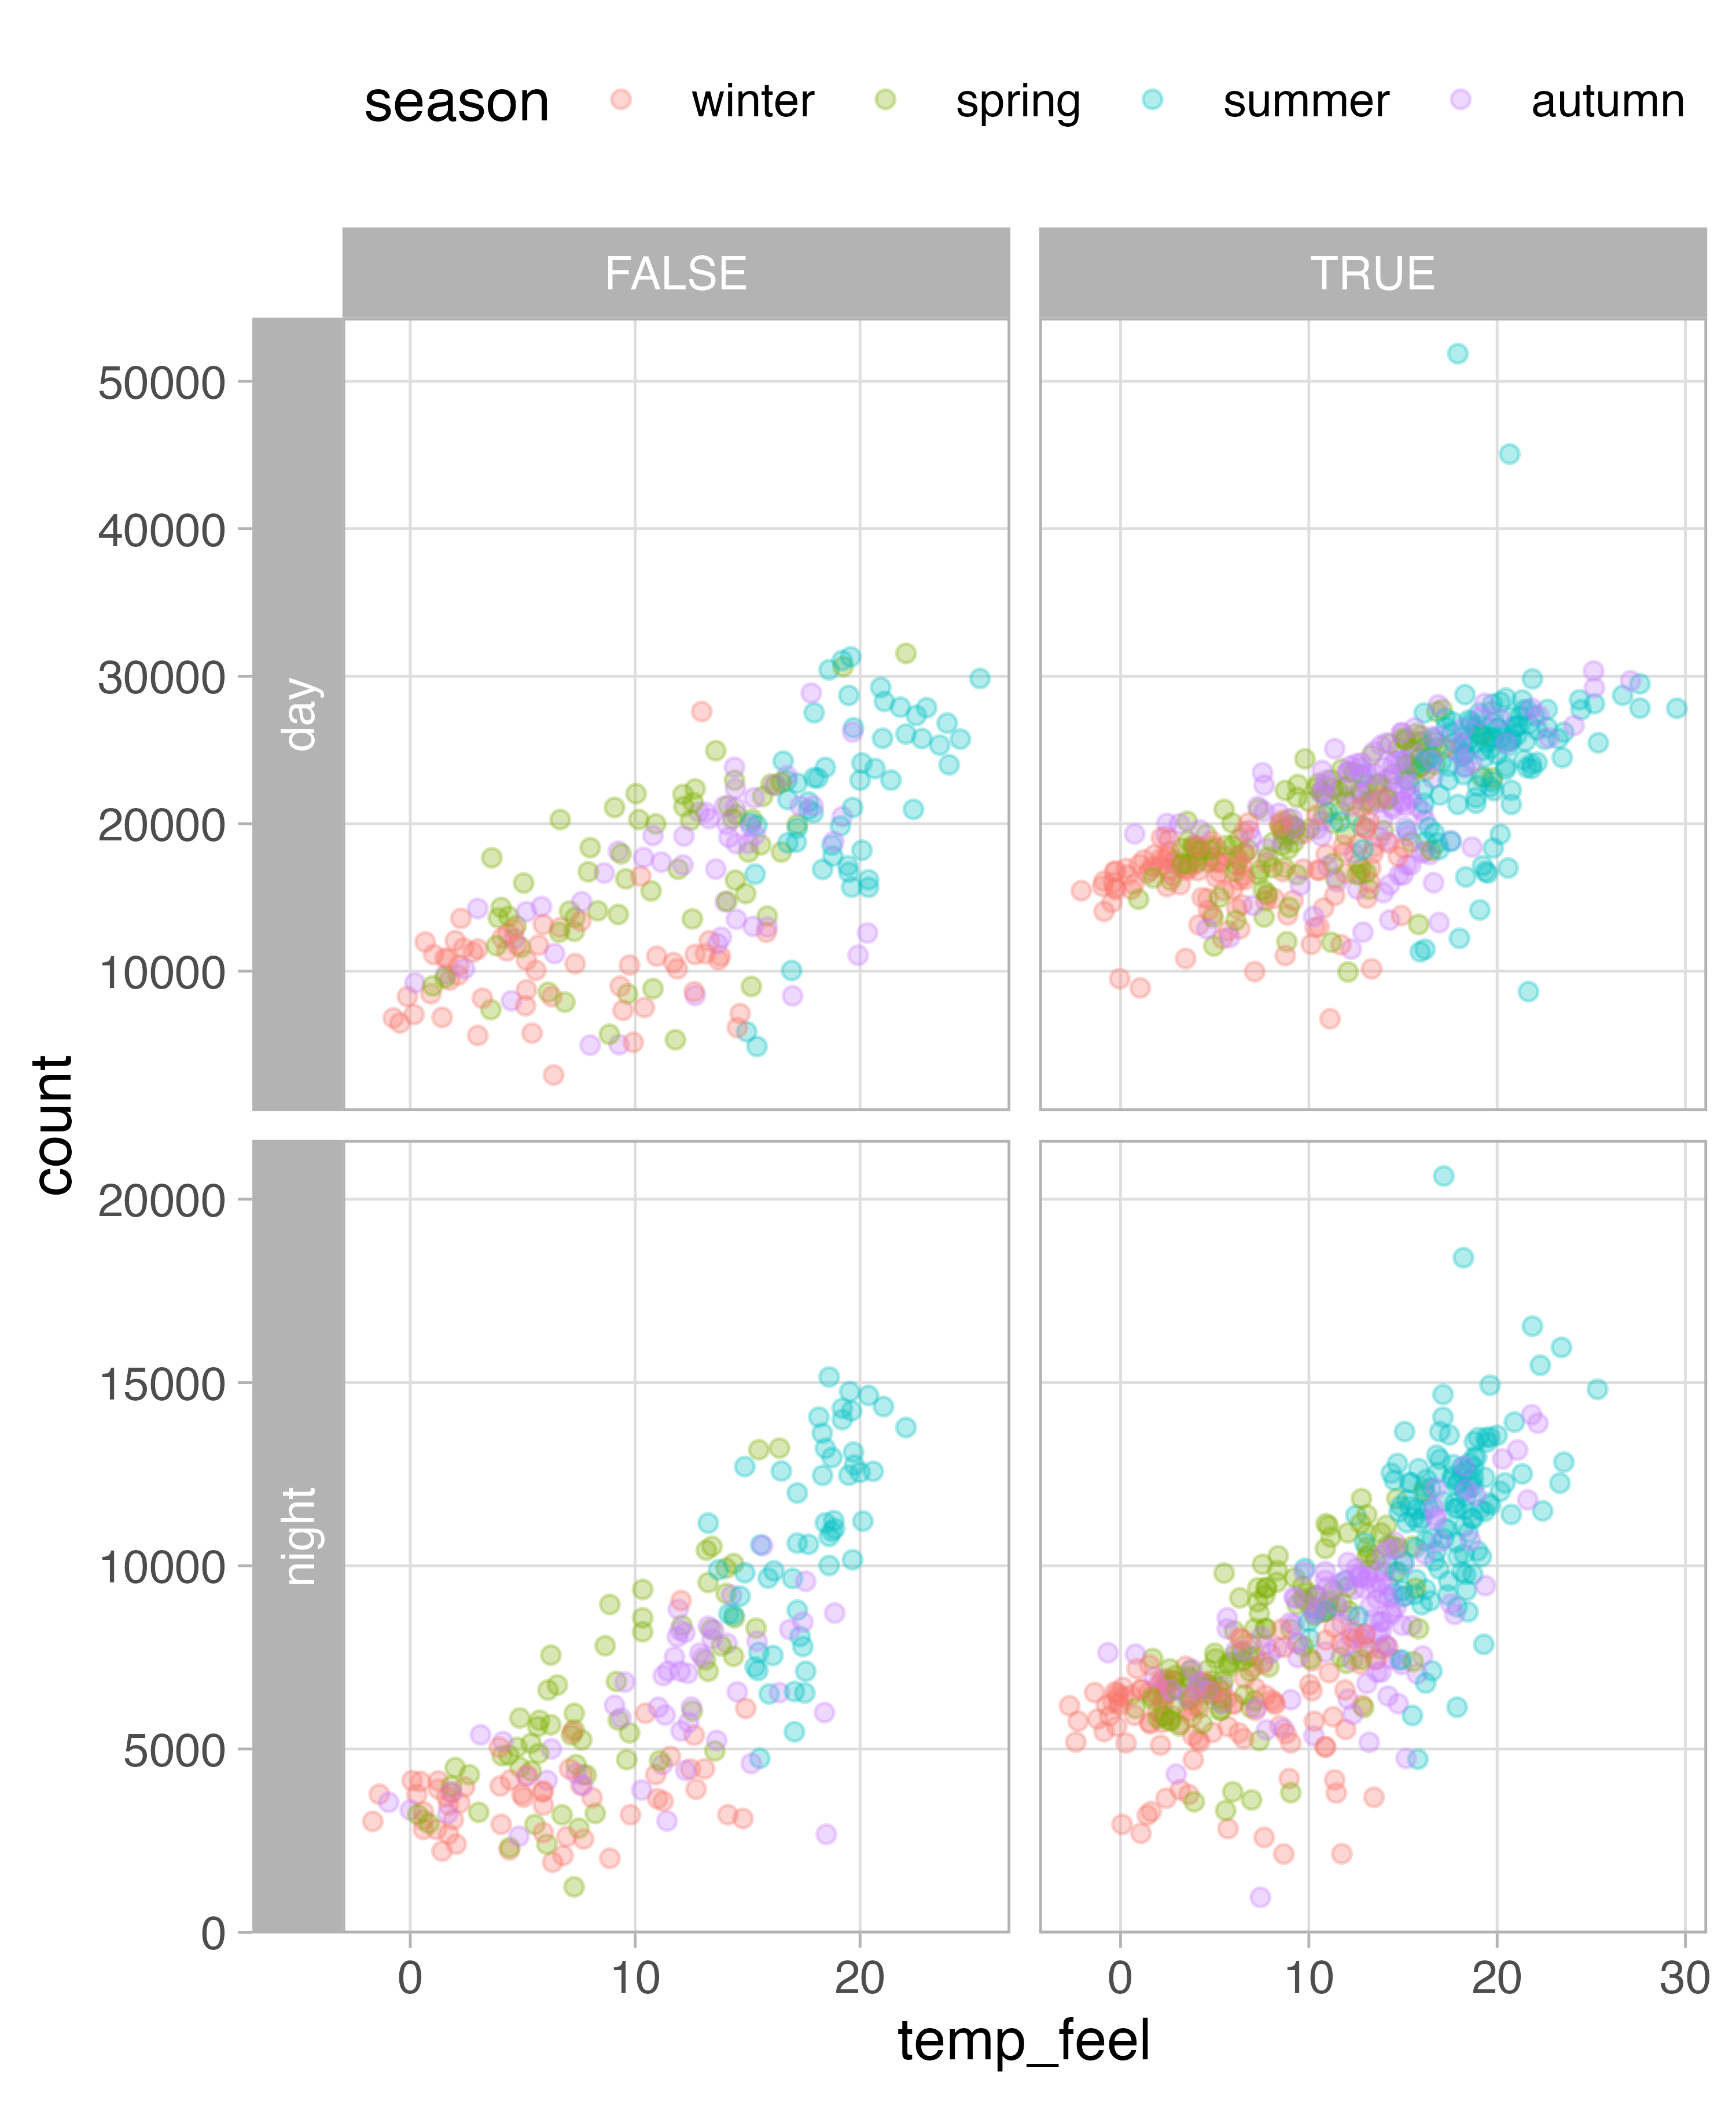 season winter spring summer autumn
FALSE TRUE
50000
40000
30000
20000
10000
day
count
20000
15000
10000
5000
0
night
0 10 20 0 10 20 30
temp_feel